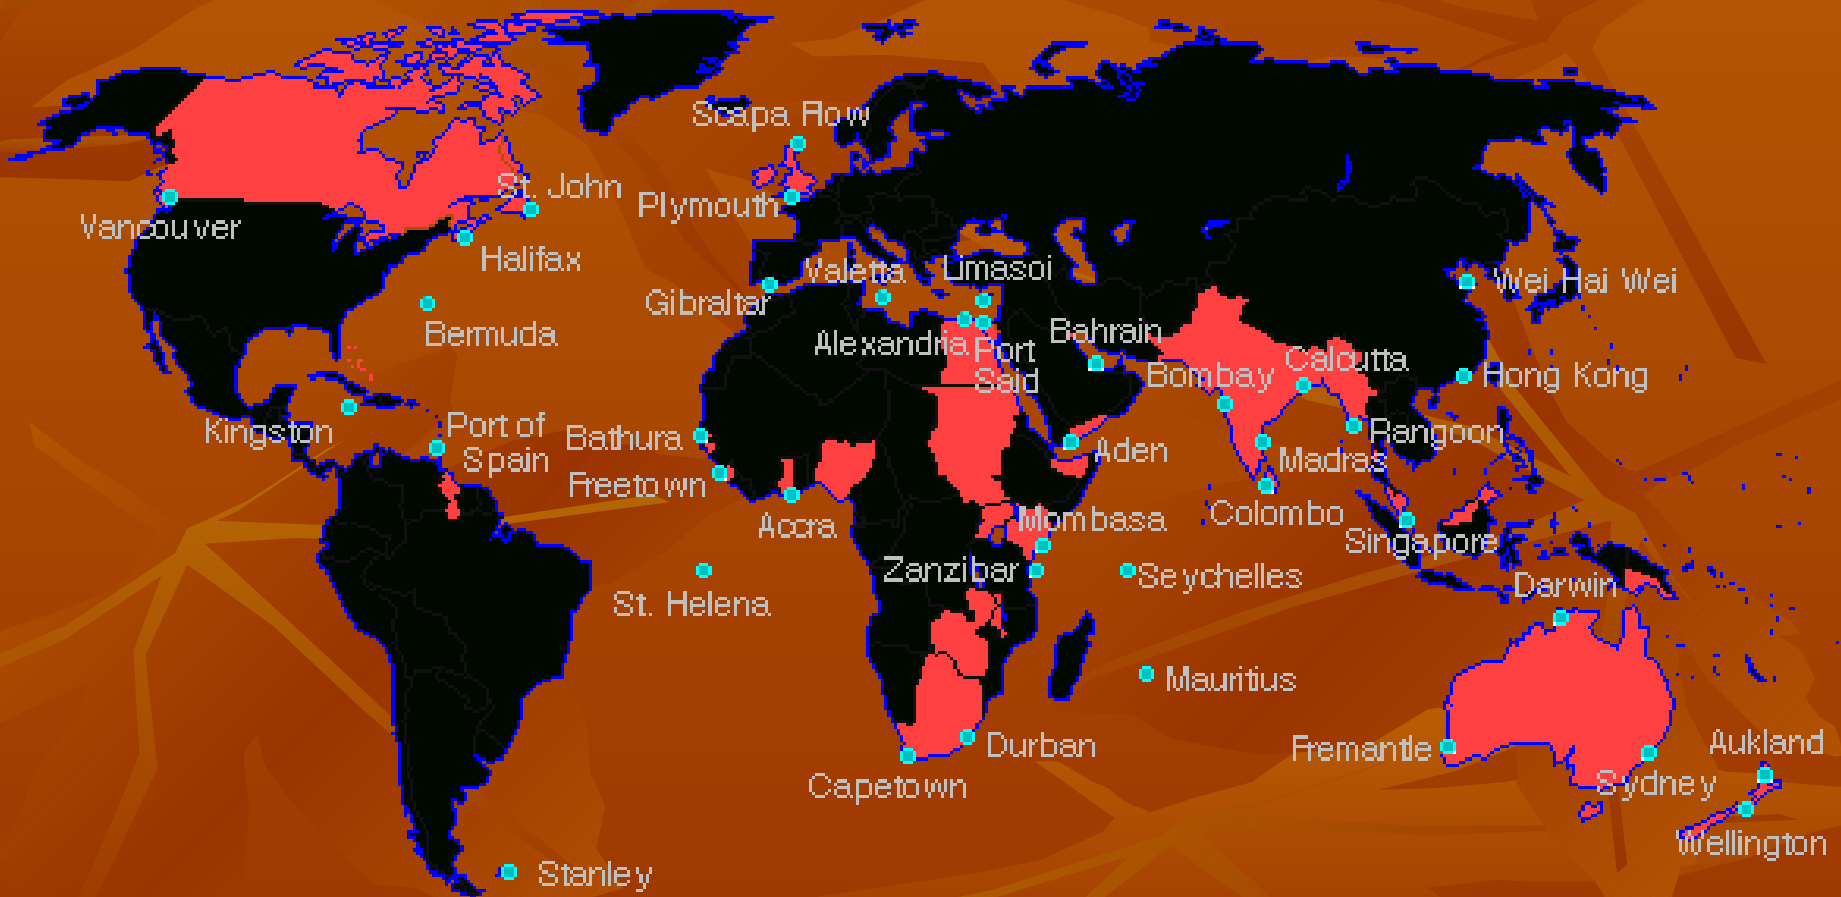 Scapa Flow
St. John
Plymouth
Vancouver
Halifax
Valetta
Limasoi
Wei Hai Wei
Gibraltar
Bermuda
Alexandria
Bahrain
Port
Said
Calcutta
Bombay
Hong Kong
Kingston
Port of
Spain
Bathura
Aden
Rangoon
Madras
Freetown
Accra
Mombasa
Colombo
Singapore
Zanzibar
Seychelles
Darwin
St. Helena
Mauritius
Durban
Fremantle
Aukland
Capetown
Sydney
Wellington
Stanley